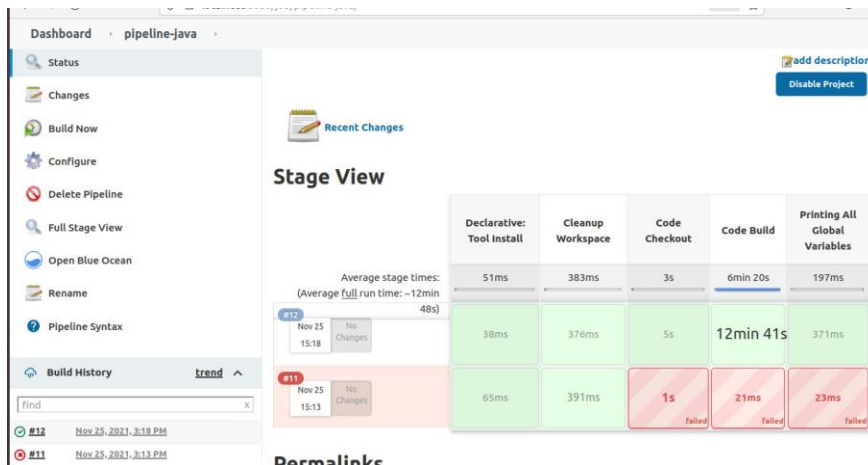 Dashboard
pipeline-java
Status
Changes
Build Now
Configure
Delete Pipeline
Full Stage View
Open Blue Ocean
Rename
Pipeline Syntax
Build History trend
find x
#12 Nov 25, 2021, 3:18 PM
#11 Nov 25, 2021, 3:13 PM
add description
Disable Project
Recent Changes
Stage View
Declarative:
Tool Install
Cleanup
Workspace
Code
Checkout
Code Build
Printing All
Global
Variables
Average stage times:
(Average full run time: ~12min
48s)
51ms
383ms
3s
6min 20s
197ms
#12
Nov 25
15:18
No
Changes
38ms
376ms
5s
12min 41s
371ms
#11
Nov 25
15:13
No
Changes
65ms
391ms
1s
failed
21ms
failed
23ms
failed
Permalinks